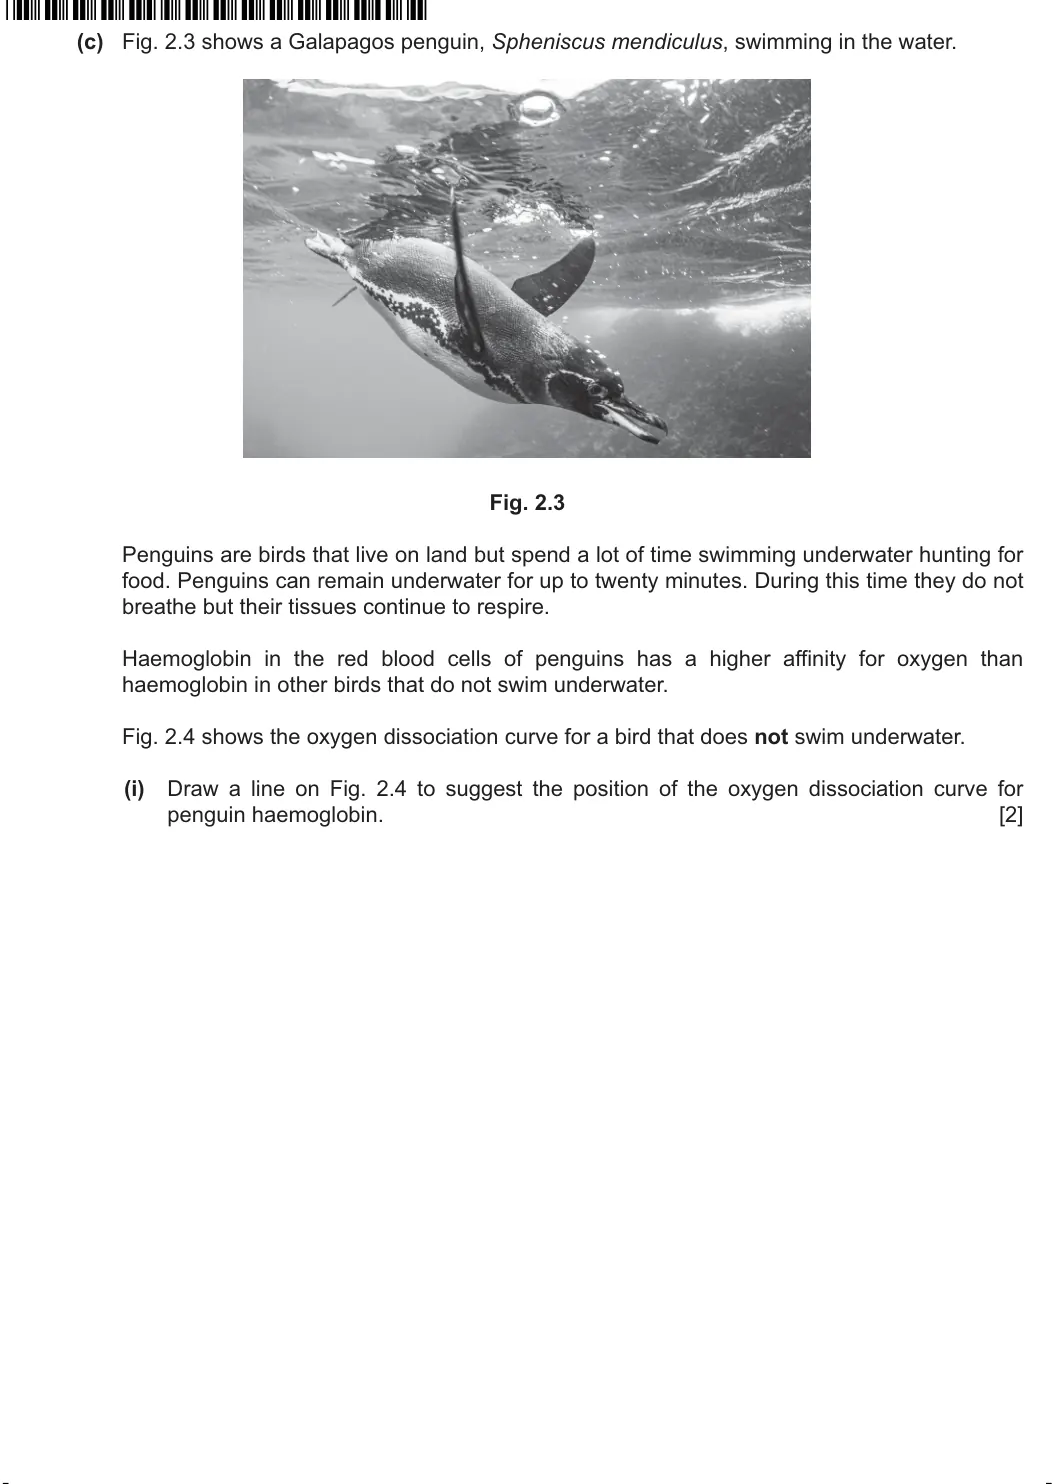 (c) Fig. 2.3 shows a Galapagos penguin, Spheniscus mendiculus, swimming in the water.
Fig. 2.3
Penguins are birds that live on land but spend a lot of time swimming underwater hunting for
food. Penguins can remain underwater for up to twenty minutes. During this time they do not
breathe but their tissues continue to respire.
Haemoglobin in the red blood cells of penguins has a higher affinity for oxygen than
haemoglobin in other birds that do not swim underwater.
Fig. 2.4 shows the oxygen dissociation curve for a bird that does not swim underwater.
(i) Draw a line on Fig. 2.4 to suggest the position of the oxygen dissociation curve for
penguin haemoglobin. [2]